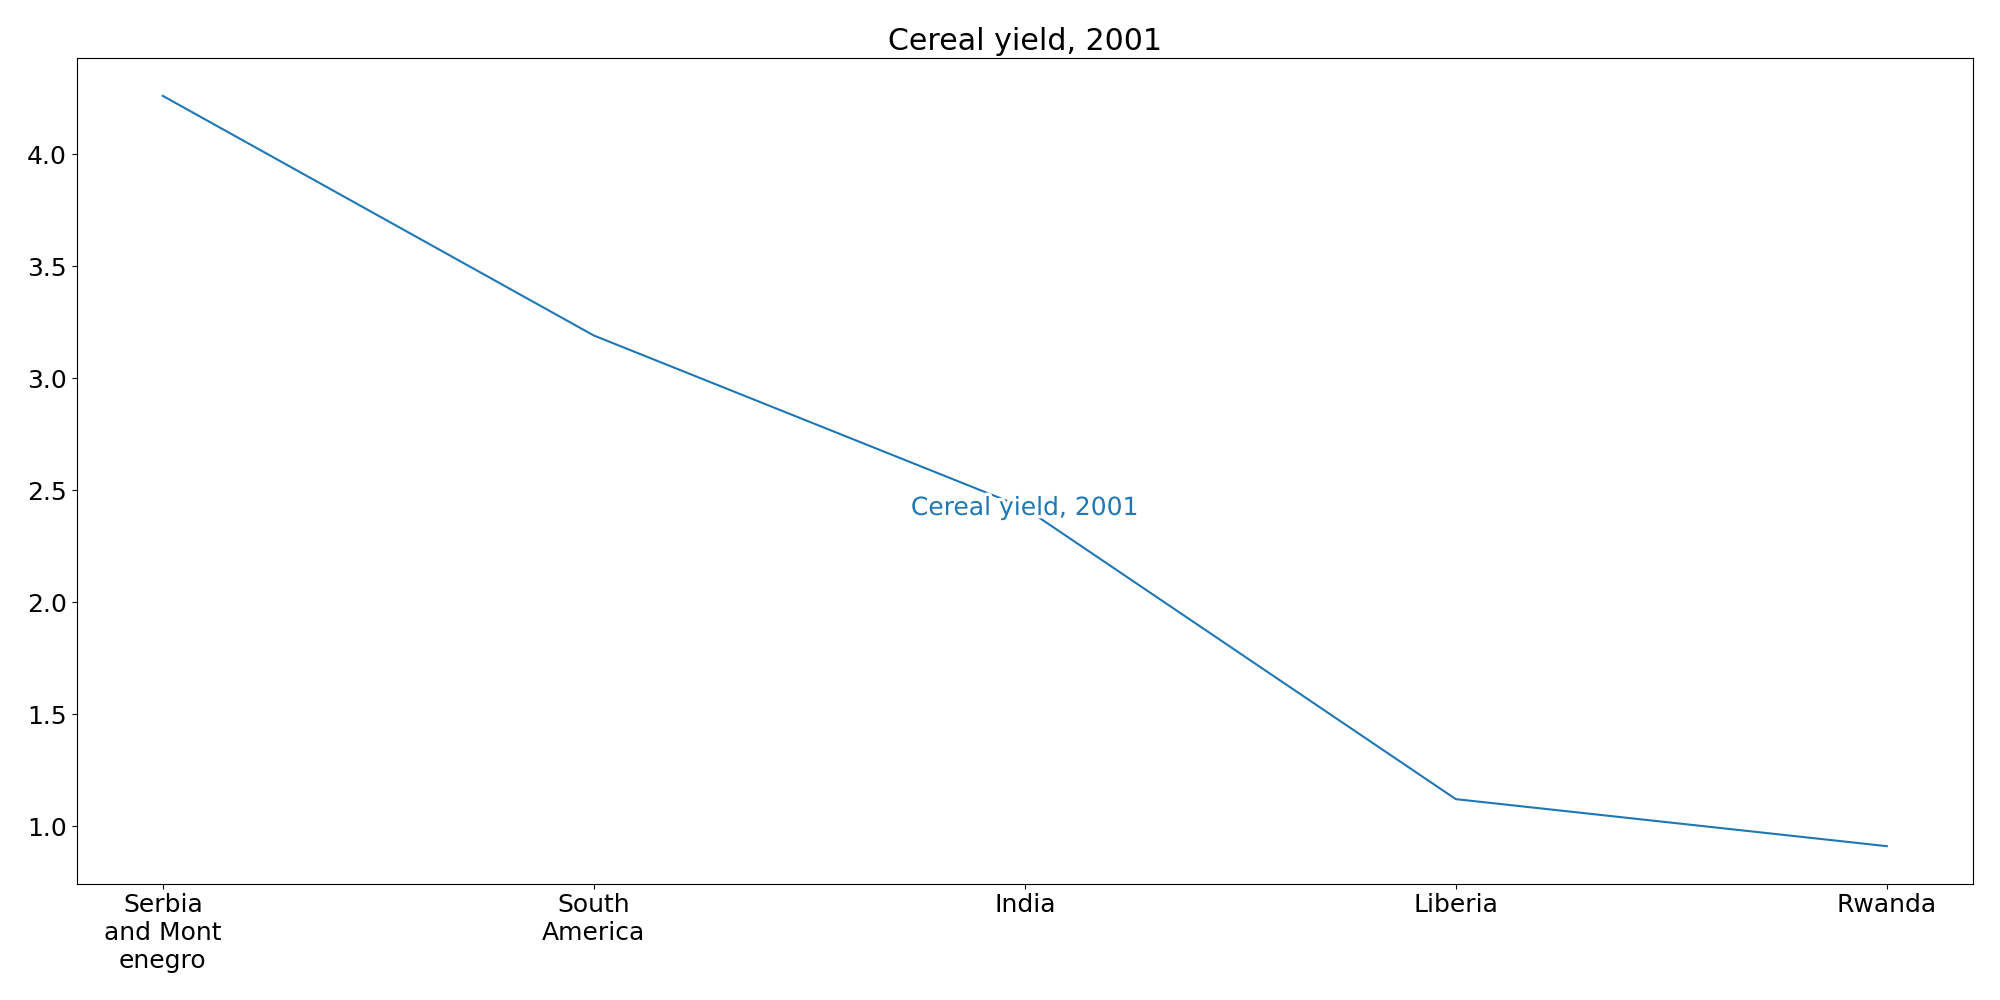 Cereal yield, 2001
4.0
3.5
3.0
2.5
2.0
1.5
1.0
Cereal yield, 2001
Serbia
and Mont
enegro
South
America
India
Liberia
Rwanda